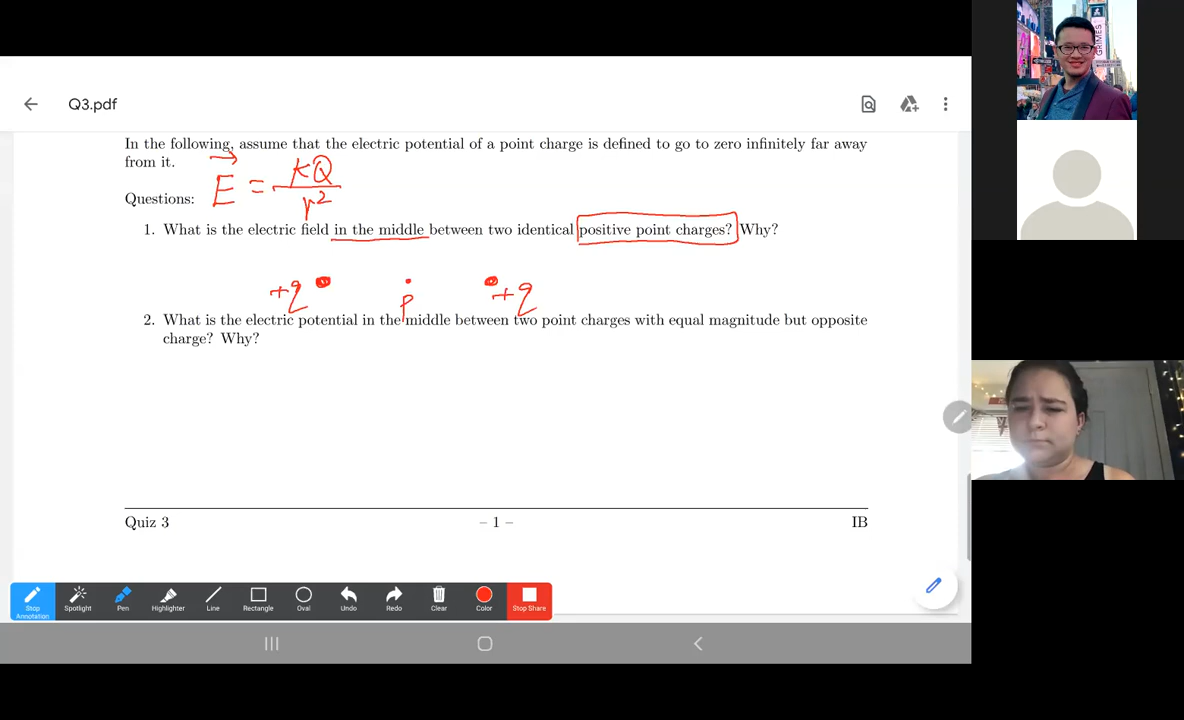 Q3.pdf
In the following, assume that the electric potential of a point charge is defined to go to zero infinitely far away
from it.
E = kQ / r²
Questions:
1. What is the electric field in the middle between two identical positive point charges? Why?
+q
p
+q
2. What is the electric potential in the middle between two point charges with equal magnitude but opposite
charge? Why?
Quiz 3
– 1 –
IB
Stop Annotation
Spotlight
Pen
Highlighter
Line
Rectangle
Oval
Undo
Redo
Clear
Color
Stop Share
GRIMES